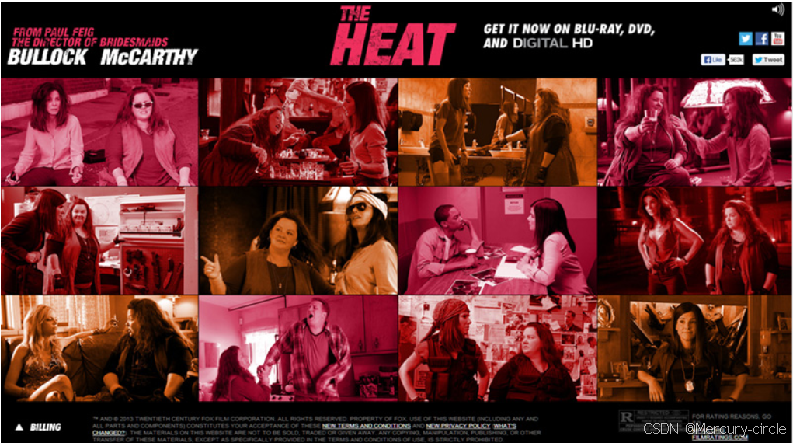 FROM PAUL FEIG
THE DIRECTOR OF BRIDESMAIDS
BULLOCK McCARTHY
THE
HEAT
GET IT NOW ON BLU-RAY, DVD,
AND DIGITAL HD
Like
Tweet
BILLING
™ AND © 2013 TWENTIETH CENTURY FOX FILM CORPORATION. ALL RIGHTS RESERVED. PROPERTY OF FOX. USE OF THIS WEBSITE (INCLUDING ANY AND
ALL PARTS AND COMPONENTS) CONSTITUTES YOUR ACCEPTANCE OF THESE NEW TERMS AND CONDITIONS AND NEW PRIVACY POLICY (WHAT'S
CHANGED?). THE MATERIALS ON THIS WEBSITE ARE NOT TO BE SOLD, TRADED OR GIVEN AWAY. ANY COPYING, MANIPULATION, PUBLISHING, OR OTHER
TRANSFER OF THESE MATERIALS, EXCEPT AS SPECIFICALLY PROVIDED IN THE TERMS AND CONDITIONS OF USE, IS STRICTLY PROHIBITED
R RESTRICTED
FOR RATING REASONS, GO
FILMRATINGS.COM
CSDN @Mercury-circle